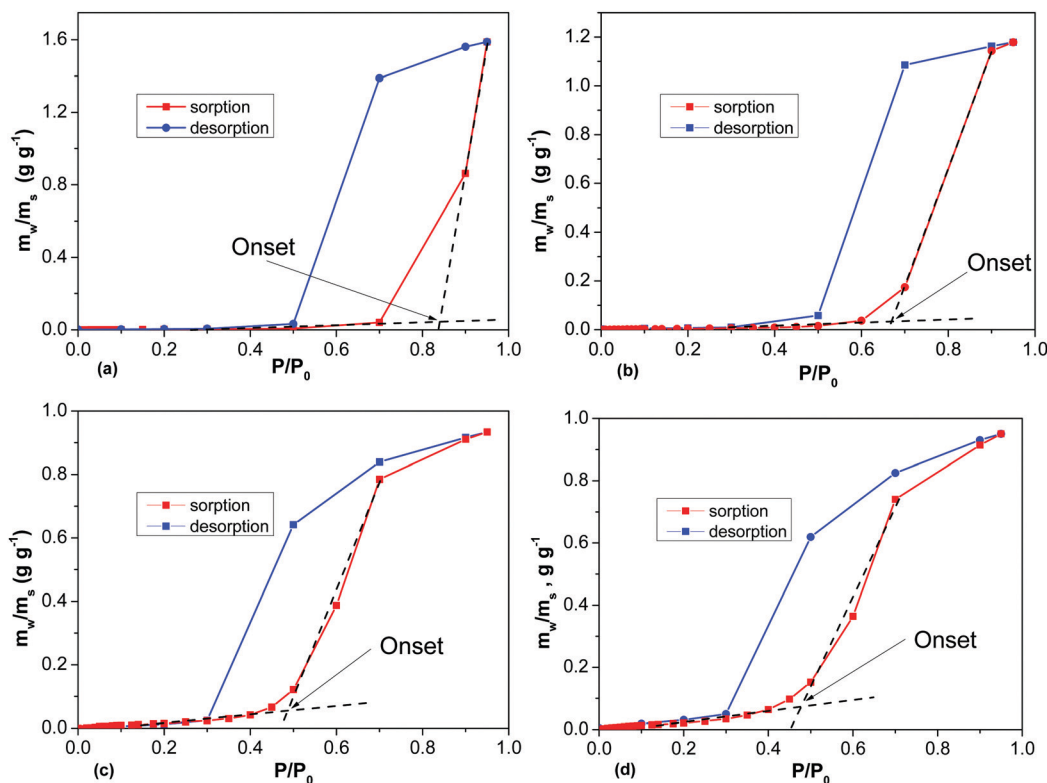 1.6
1.2
0.8
0.4
0.0
m_w/m_s (g g^-1)
sorption
desorption
Onset
0.0 0.2 0.4 0.6 0.8 1.0
(a) P/P_0
1.2
1.0
0.8
0.6
0.4
0.2
0.0
m_w/m_s (g g^-1)
sorption
desorption
Onset
0.0 0.2 0.4 0.6 0.8 1.0
(b) P/P_0
1.0
0.8
0.6
0.4
0.2
0.0
m_w/m_s (g g^-1)
sorption
desorption
Onset
0.0 0.2 0.4 0.6 0.8 1.0
(c) P/P_0
1.0
0.8
0.6
0.4
0.2
0.0
m_w/m_s , g g^-1
sorption
desorption
Onset
0.0 0.2 0.4 0.6 0.8 1.0
P/P_0 (d)